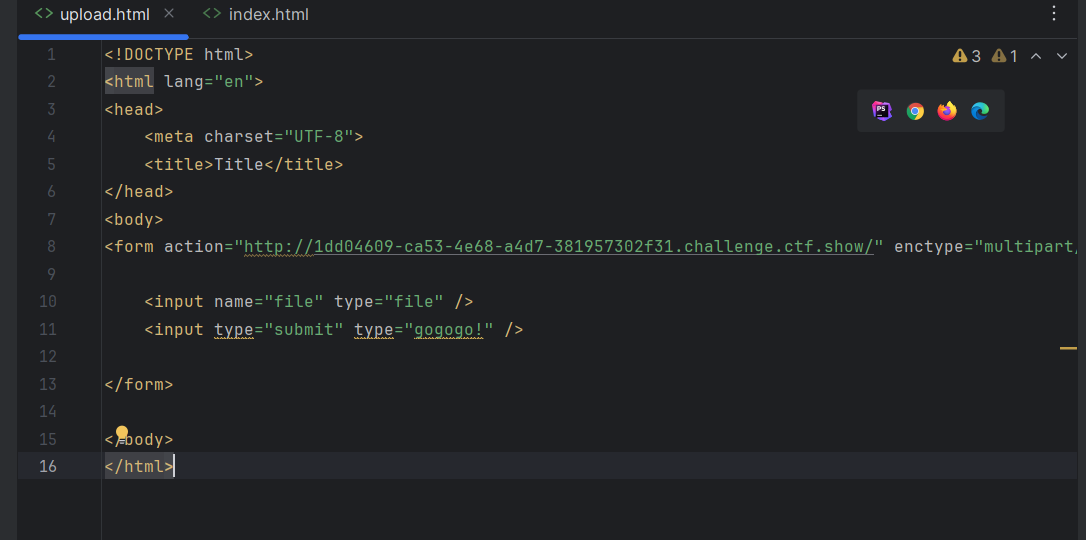 upload.html × index.html
3 1
1 <!DOCTYPE html>
2 <html lang="en">
3 <head>
4 <meta charset="UTF-8">
5 <title>Title</title>
6 </head>
7 <body>
8 <form action="http://1dd04609-ca53-4e68-a4d7-381957302f31.challenge.ctf.show/" enctype="multipart/
9
10 <input name="file" type="file" />
11 <input type="submit" type="gogogo!" />
12
13 </form>
14
15 </body>
16 </html>
PS